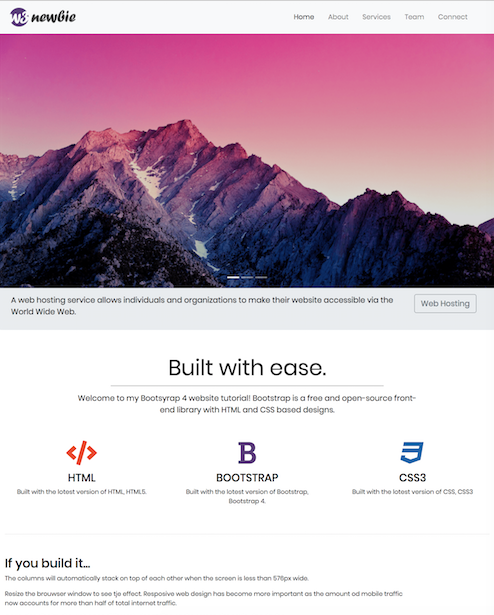 W3 newbie
Home About Services Team Connect
A web hosting service allows individuals and organizations to make their website accessible via the
World Wide Web.
Web Hosting
Built with ease.
Welcome to my Bootsyrap 4 website tutorial! Bootstrap is a free and open-source front-
end library with HTML and CSS based designs.
HTML
Built with the latest version of HTML, HTML5.
B
BOOTSTRAP
Built with the lotest version of Bootstrap,
Bootstrap 4.
CSS3
Built with the latest version of CSS, CSS3
If you build it...
The columns will automatically stack on top of each other when the screen is less than 576px wide.
Resize the brouwser window to see tje effect. Resposive web design has become more important as the amount od mobile traffic
now accounts for more than half of total internet traffic.